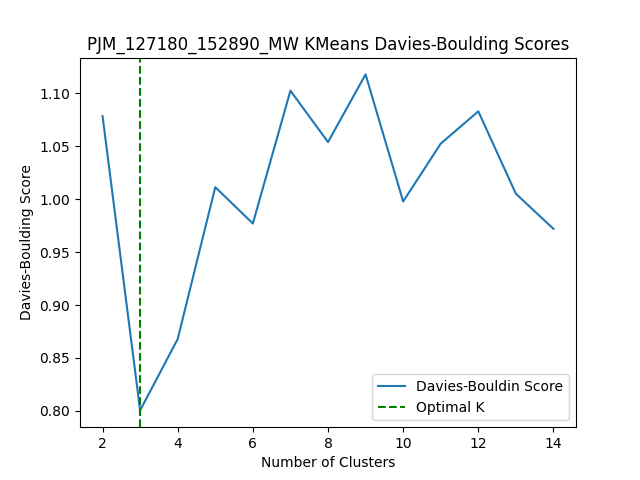 PJM_127180_152890_MW KMeans Davies-Boulding Scores
Davies-Boulding Score
1.10
1.05
1.00
0.95
0.90
0.85
0.80
Davies-Bouldin Score
Optimal K
2
4
6
8
10
12
14
Number of Clusters